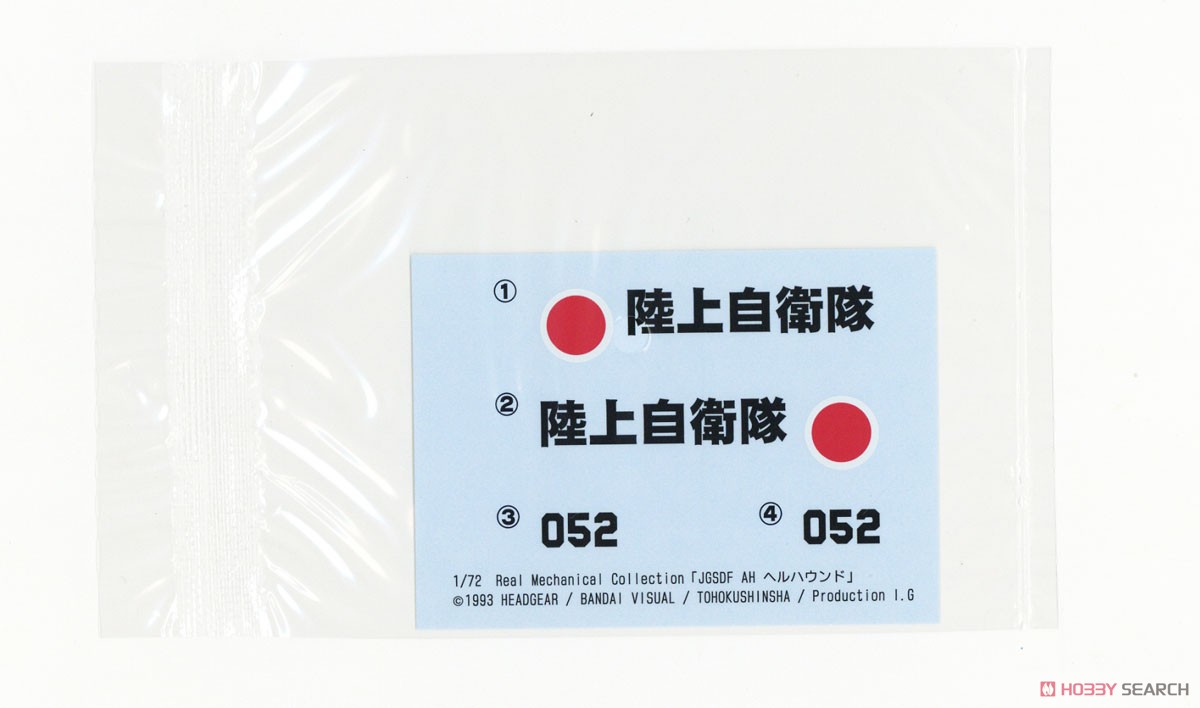 ① 陸上自衛隊
② 陸上自衛隊
③ 052 ④ 052
1/72 Real Mechanical Collection「JGSDF AH ヘルハウンド」
©1993 HEADGEAR / BANDAI VISUAL / TOHOKUSHINSHA / Production I.G
HOBBY SEARCH